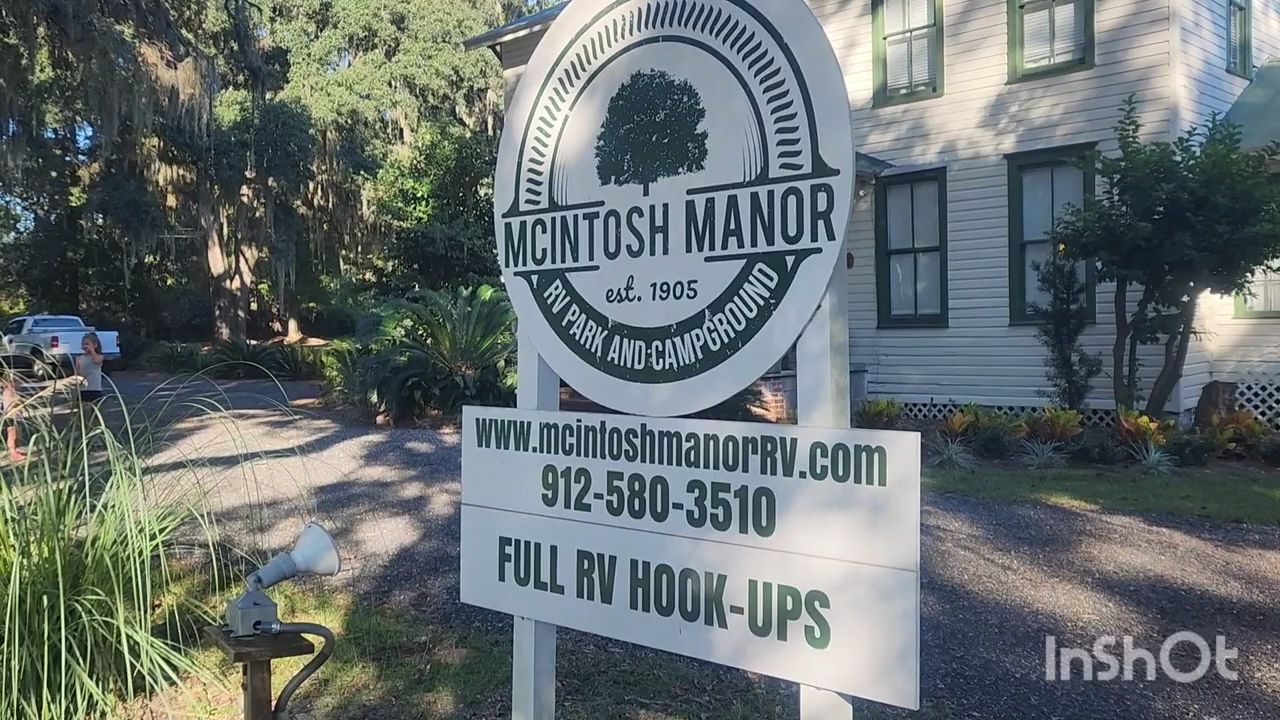 MCINTOSH MANOR
est. 1905
RV PARK AND CAMPGROUND
www.mcintoshmanorRV.com
912-580-3510
FULL RV HOOK-UPS
InShOt